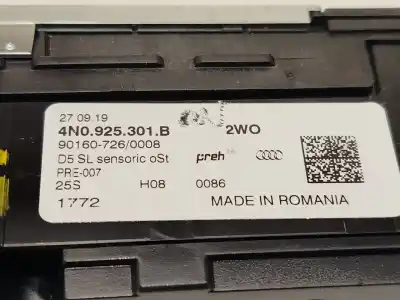 27 09.19
4N0.925.301.B 2WO
90160-726/0008
D5 SL sensoric oSt preh
PRE-007
25S H08 0086
1772 MADE IN ROMANIA